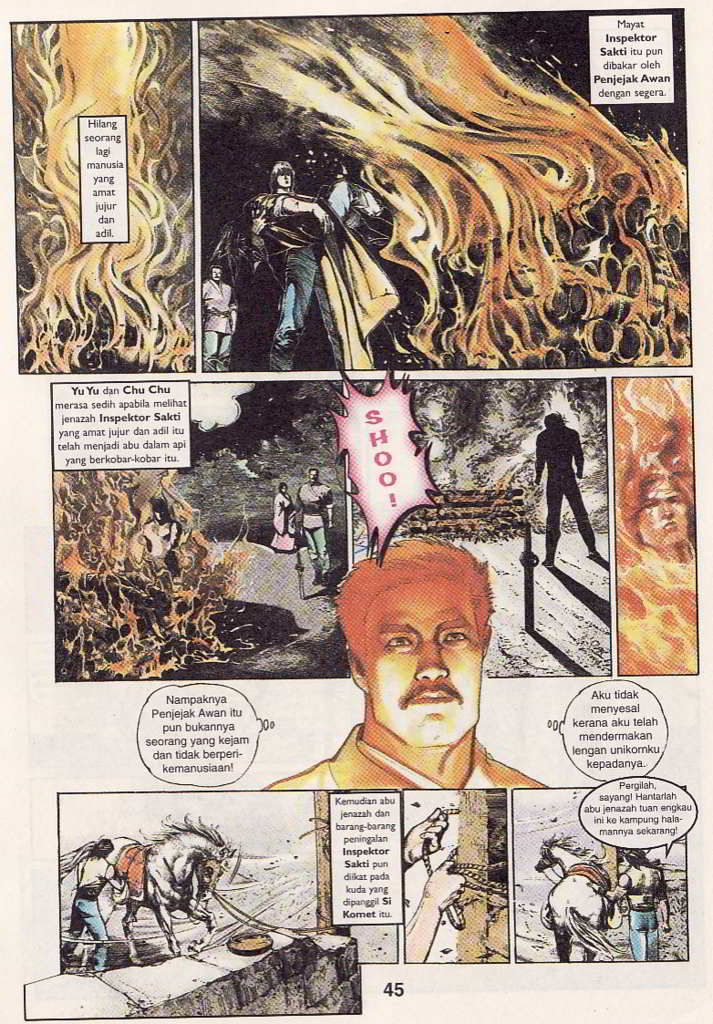 Hilang
seorang
lagi
manusia
yang
amat
jujur
dan
adil.
Mayat
Inspektor
Sakti itu pun
dibakar oleh
Penjejak Awan
dengan segera.
Yu Yu dan Chu Chu
merasa sedih apabila melihat
jenazah Inspektor Sakti
yang amat jujur dan adil itu
telah menjadi abu dalam api
yang berkobar-kobar itu.
SHOO!
Nampaknya
Penjejak Awan itu
pun bukannya
seorang yang kejam
dan tidak berperi-
kemanusiaan!
Aku tidak
menyesal
kerana aku telah
mendermakan
lengan unikornku
kepadanya.
Kemudian abu
jenazah dan
barang-barang
peningalan
Inspektor
Sakti pun
diikat pada
kuda yang
dipanggil Si
Komet itu.
Pergilah,
sayang! Hantarlah
abu jenazah tuan engkau
ini ke kampung hala-
mannya sekarang!
45